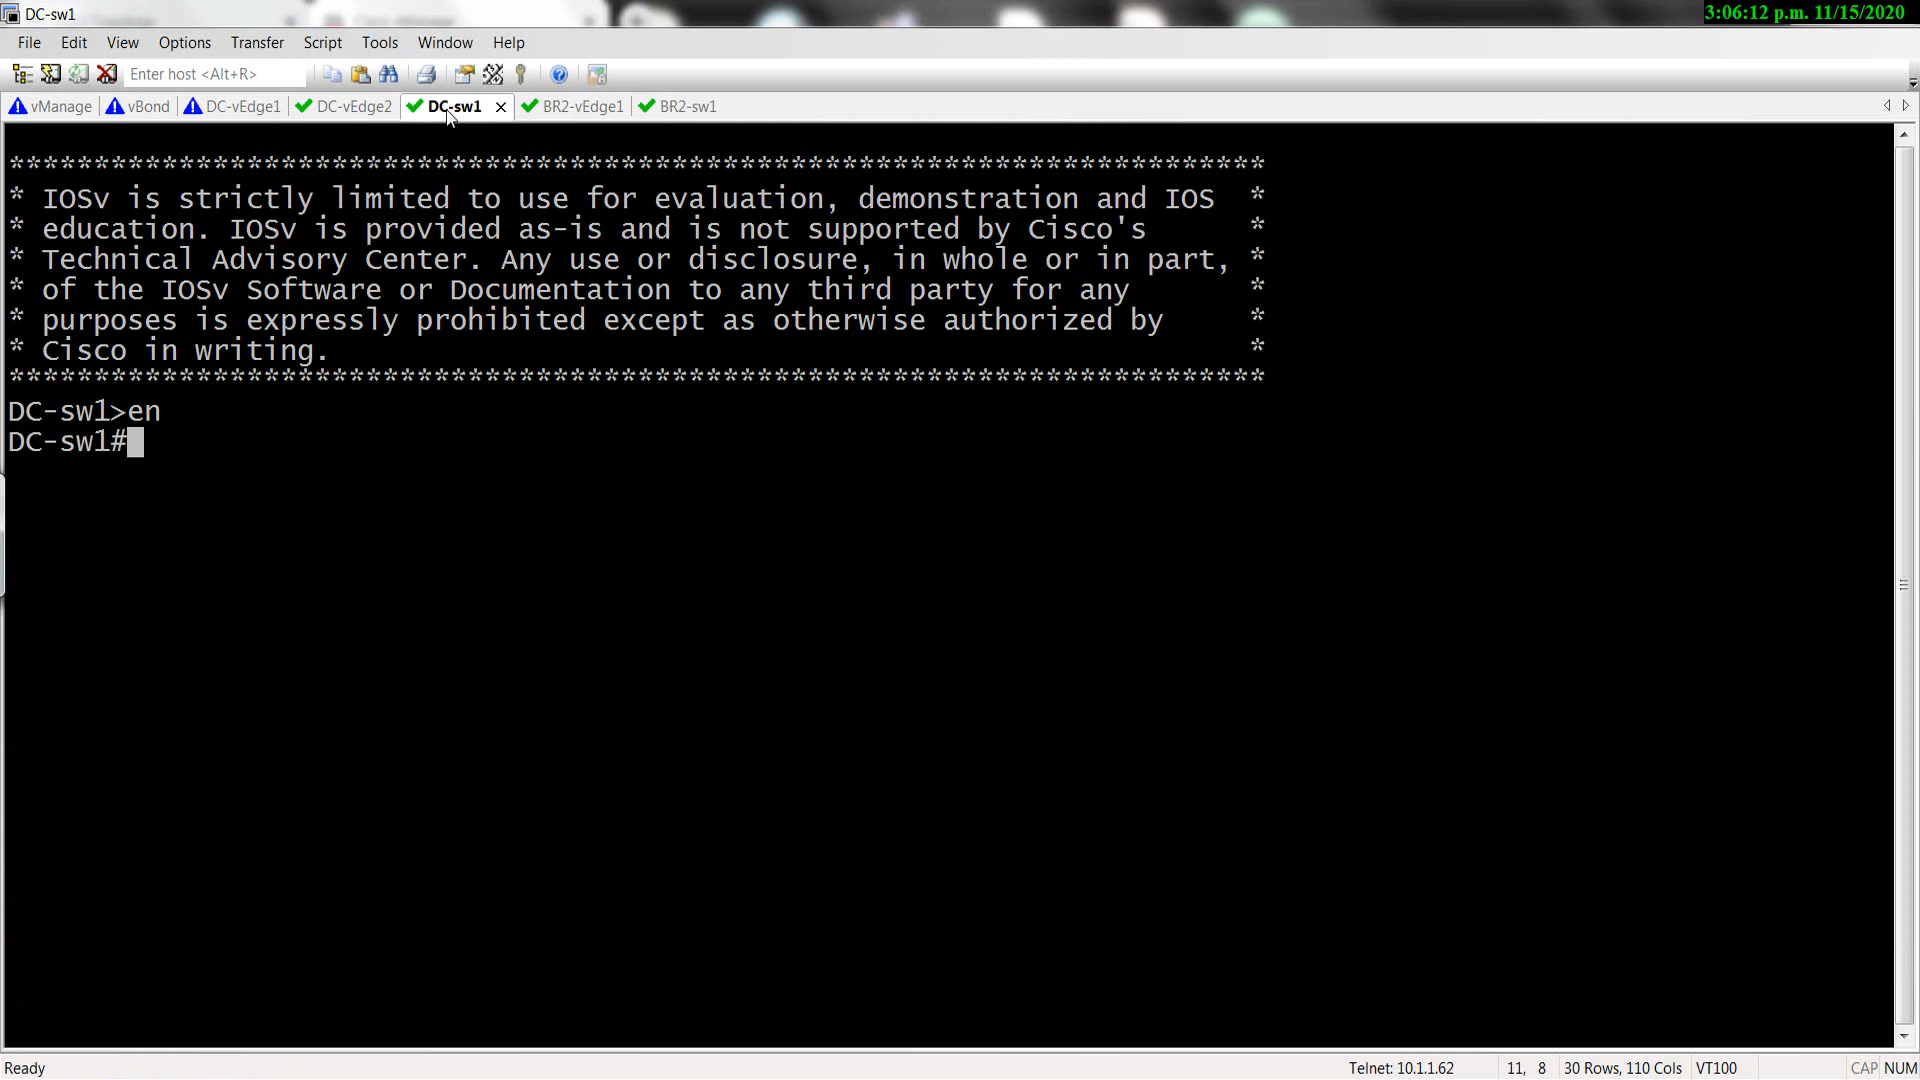 DC-sw1
3:06:12 p.m. 11/15/2020
File Edit View Options Transfer Script Tools Window Help
Enter host <Alt+R>
vManage vBond DC-vEdge1 DC-vEdge2 DC-sw1 BR2-vEdge1 BR2-sw1
**************************************************************************
* IOSv is strictly limited to use for evaluation, demonstration and IOS *
* education. IOSv is provided as-is and is not supported by Cisco's *
* Technical Advisory Center. Any use or disclosure, in whole or in part, *
* of the IOSv Software or Documentation to any third party for any *
* purposes is expressly prohibited except as otherwise authorized by *
* Cisco in writing. *
**************************************************************************
DC-sw1>en
DC-sw1#
Ready Telnet: 10.1.1.62 11, 8 30 Rows, 110 Cols VT100 CAP NUM